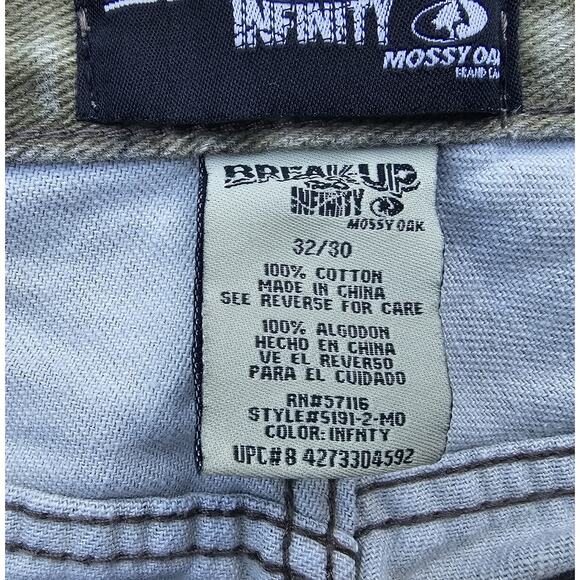 INFINITY
MOSSY OAK
BREAK UP
INFINITY
MOSSY OAK
32/30
100% COTTON
MADE IN CHINA
SEE REVERSE FOR CARE
100% ALGODON
HECHO EN CHINA
VE EL REVERSO
PARA EL CUIDADO
RN#57116
STYLE#5191-2-MO
COLOR: INFNTY
UPC# 8 4273304592